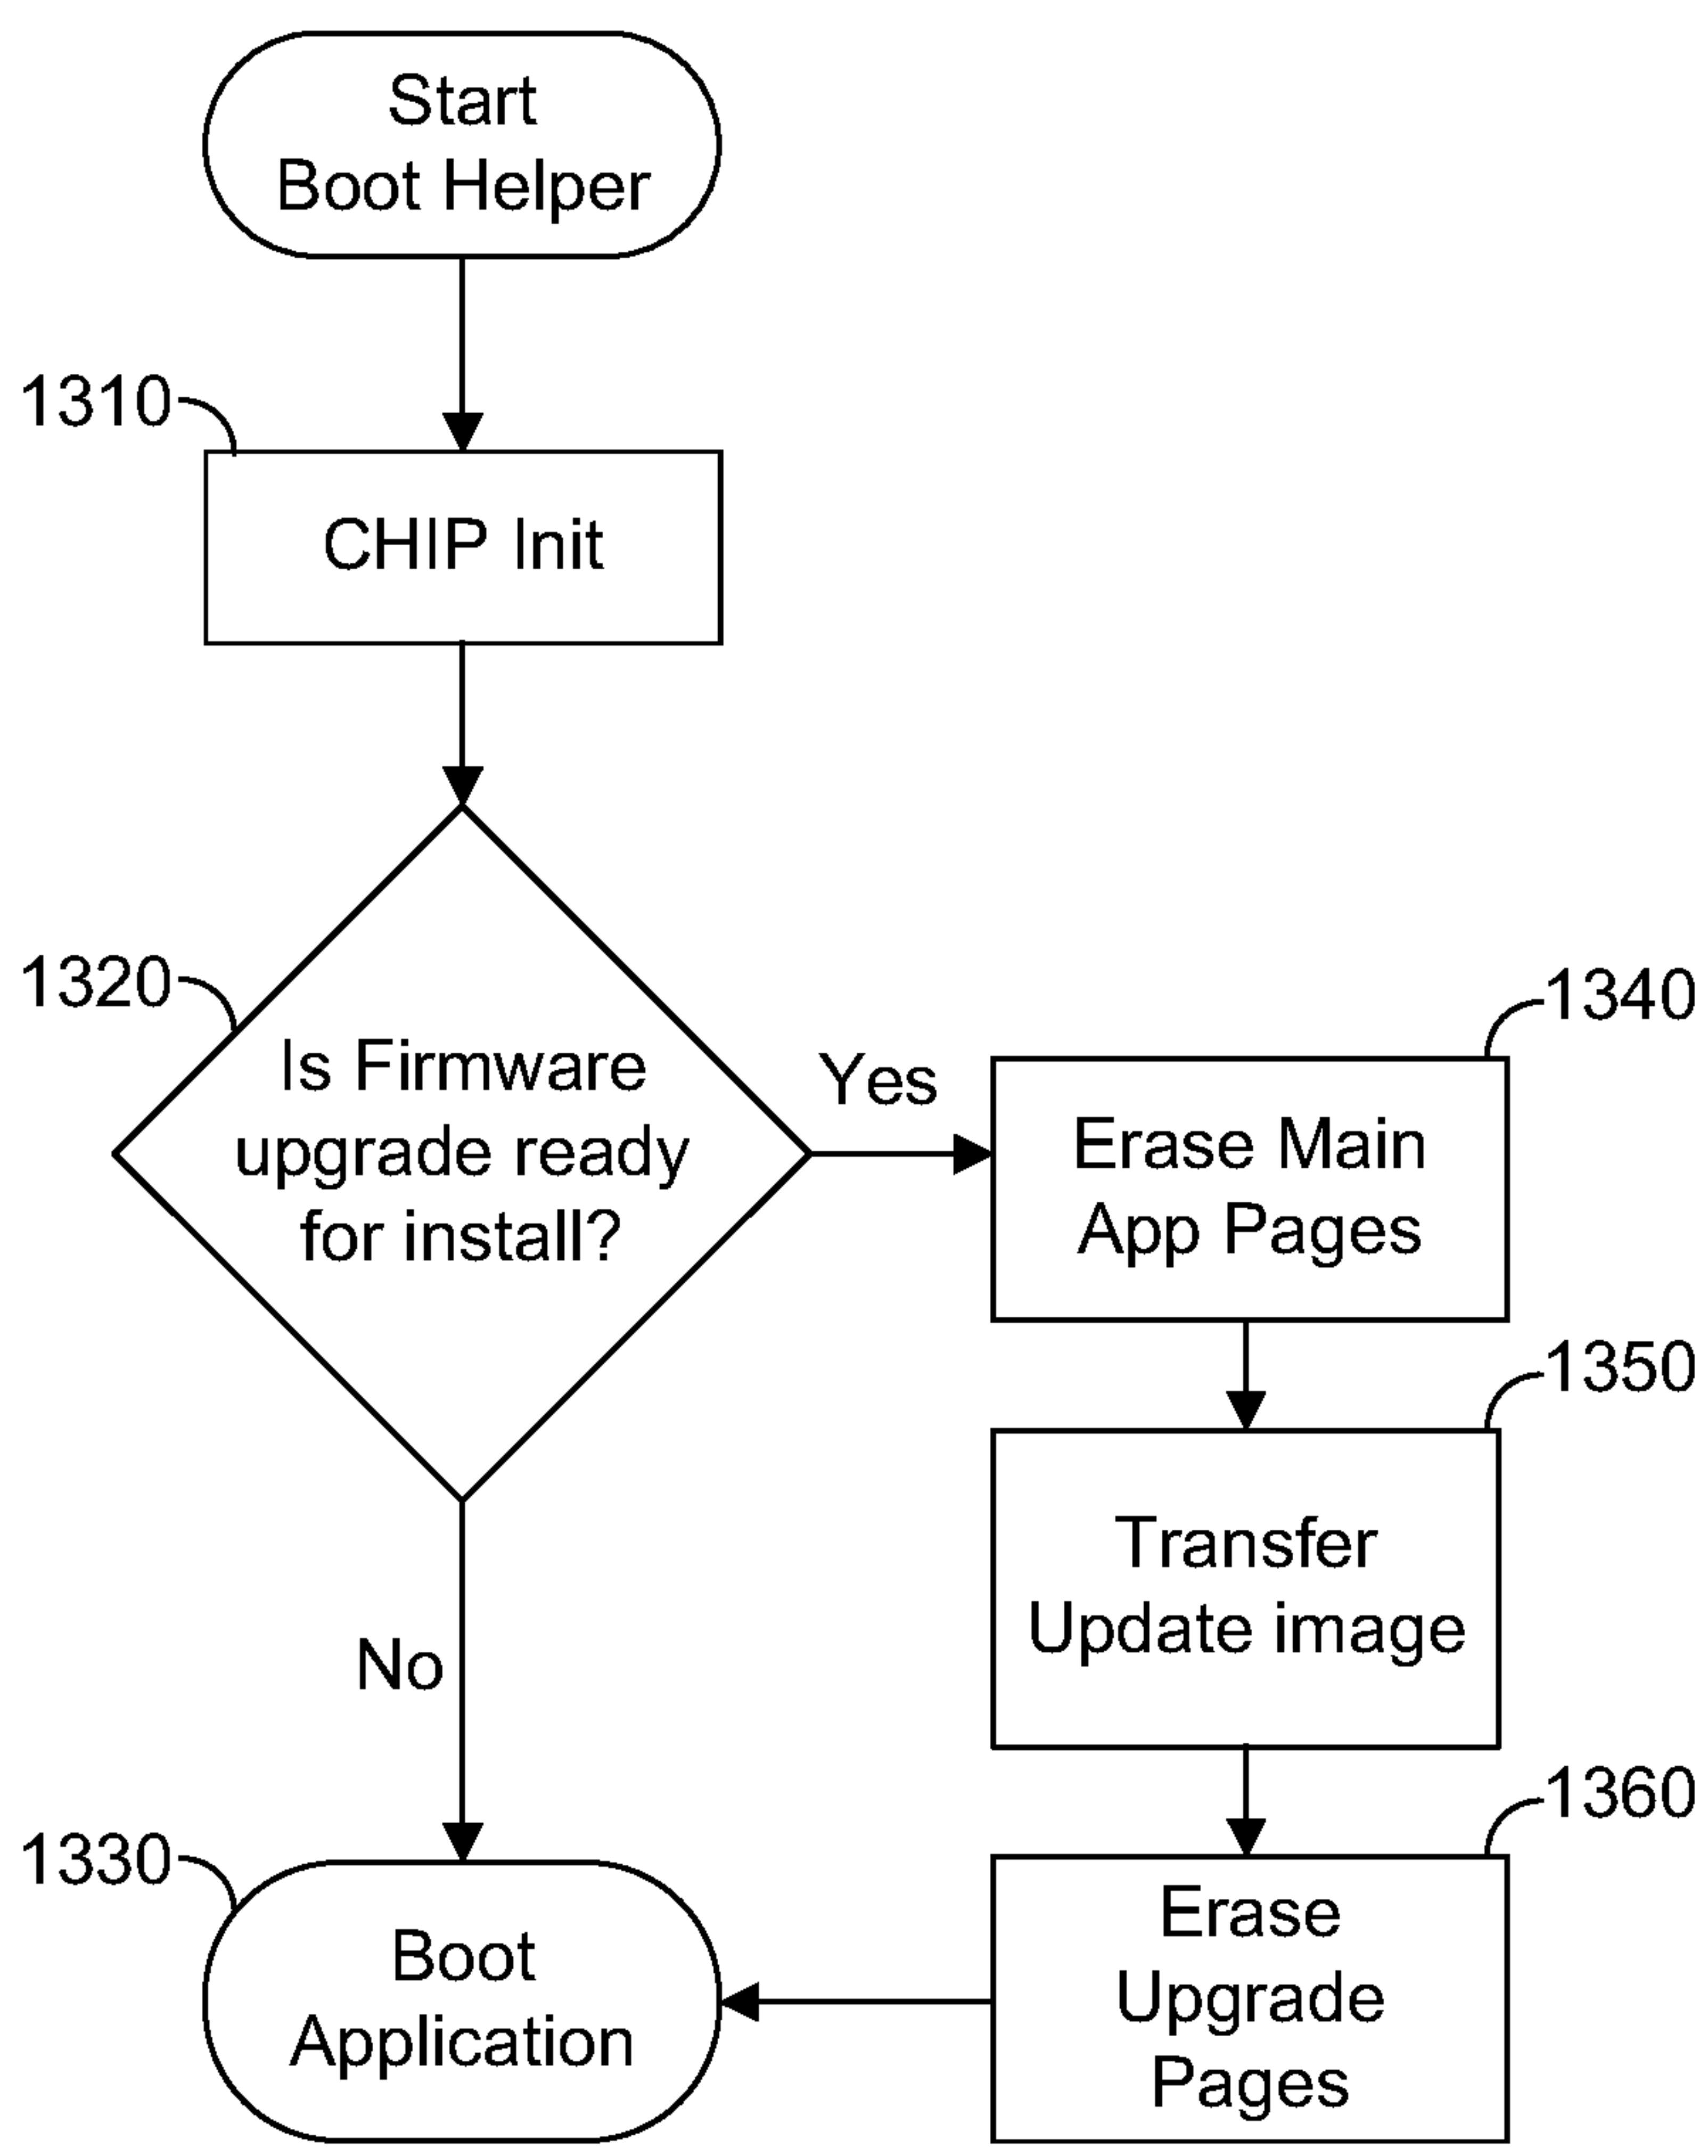 Start
Boot Helper
1310
CHIP Init
1320
Is Firmware
upgrade ready
for install?
Yes
No
1340
Erase Main
App Pages
1350
Transfer
Update image
1360
Erase
Upgrade
Pages
1330
Boot
Application